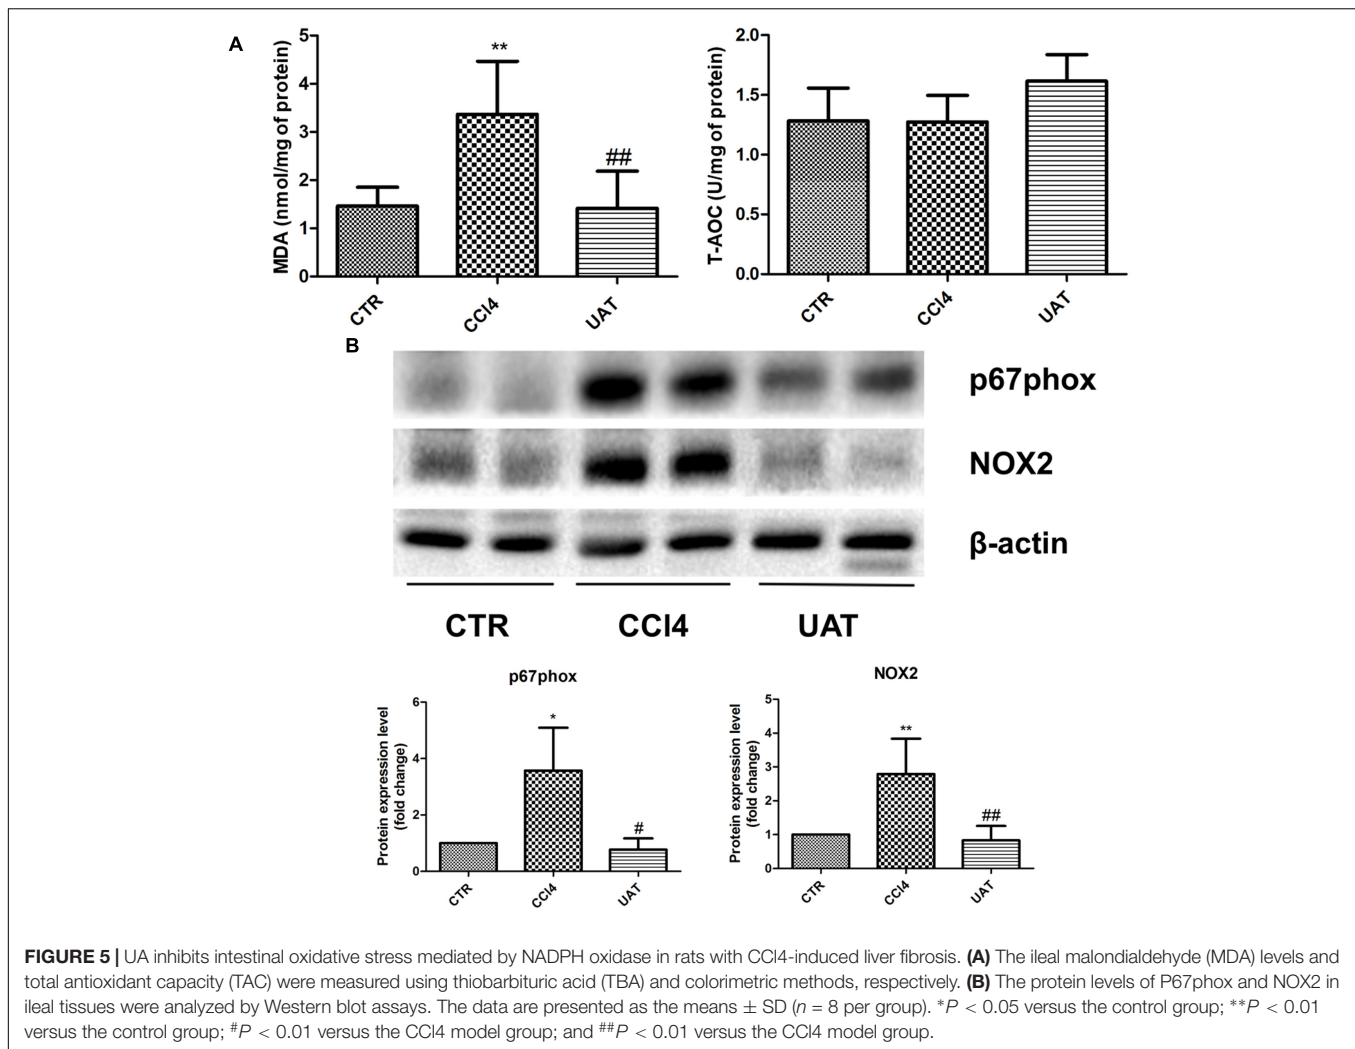 A
MDA (nmol/mg of protein)
5
4
3
2
1
0
**
##
CTR
CCl4
UAT
T-AOC (U/mg of protein)
2.0
1.5
1.0
0.5
0.0
CTR
CCl4
UAT
B
p67phox
NOX2
β-actin
CTR
CCl4
UAT
p67phox
Protein expression level
(fold change)
6
4
2
0
*
#
CTR
CCl4
UAT
NOX2
Protein expression level
(fold change)
5
4
3
2
1
0
**
##
CTR
CCl4
UAT
FIGURE 5 | UA inhibits intestinal oxidative stress mediated by NADPH oxidase in rats with CCl4-induced liver fibrosis. (A) The ileal malondialdehyde (MDA) levels and
total antioxidant capacity (TAC) were measured using thiobarbituric acid (TBA) and colorimetric methods, respectively. (B) The protein levels of P67phox and NOX2 in
ileal tissues were analyzed by Western blot assays. The data are presented as the means ± SD (n = 8 per group). *P < 0.05 versus the control group; **P < 0.01
versus the control group; #P < 0.01 versus the CCl4 model group; and ##P < 0.01 versus the CCl4 model group.